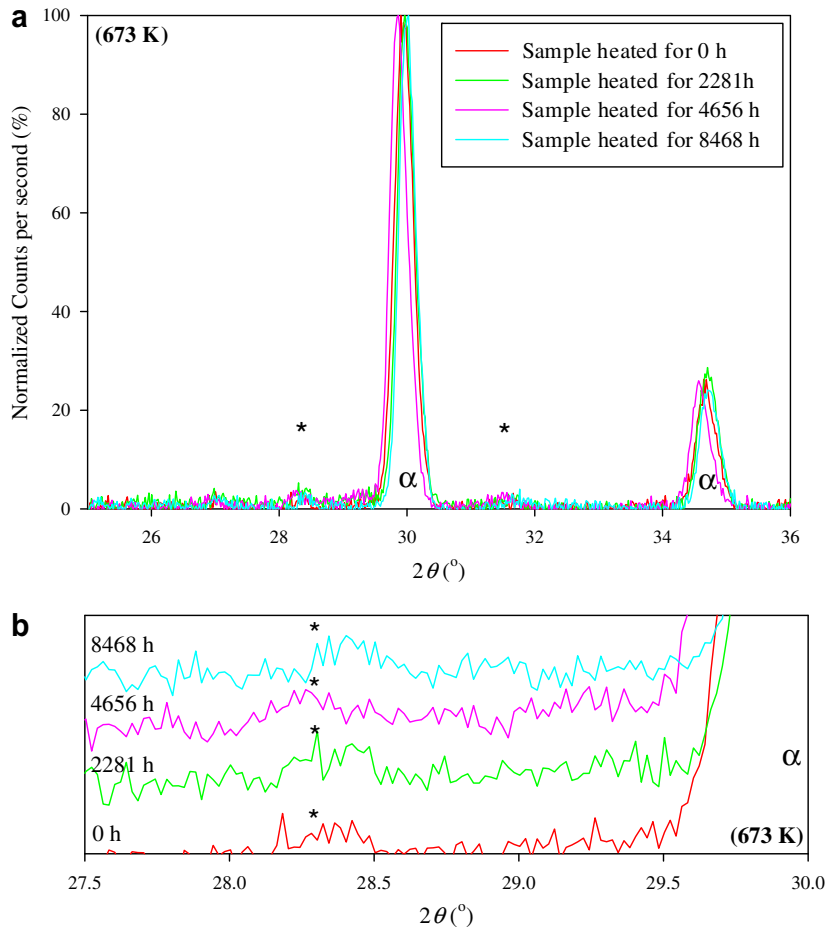 a
(673 K)
100
80
60
40
20
0
Normalized Counts per second (%)
Sample heated for 0 h
Sample heated for 2281h
Sample heated for 4656 h
Sample heated for 8468 h
*
*
α
α
26
28
30
32
34
36
2θ (°)
b
8468 h
*
4656 h
*
2281 h
*
α
0 h
*
(673 K)
27.5
28.0
28.5
29.0
29.5
30.0
2θ (°)